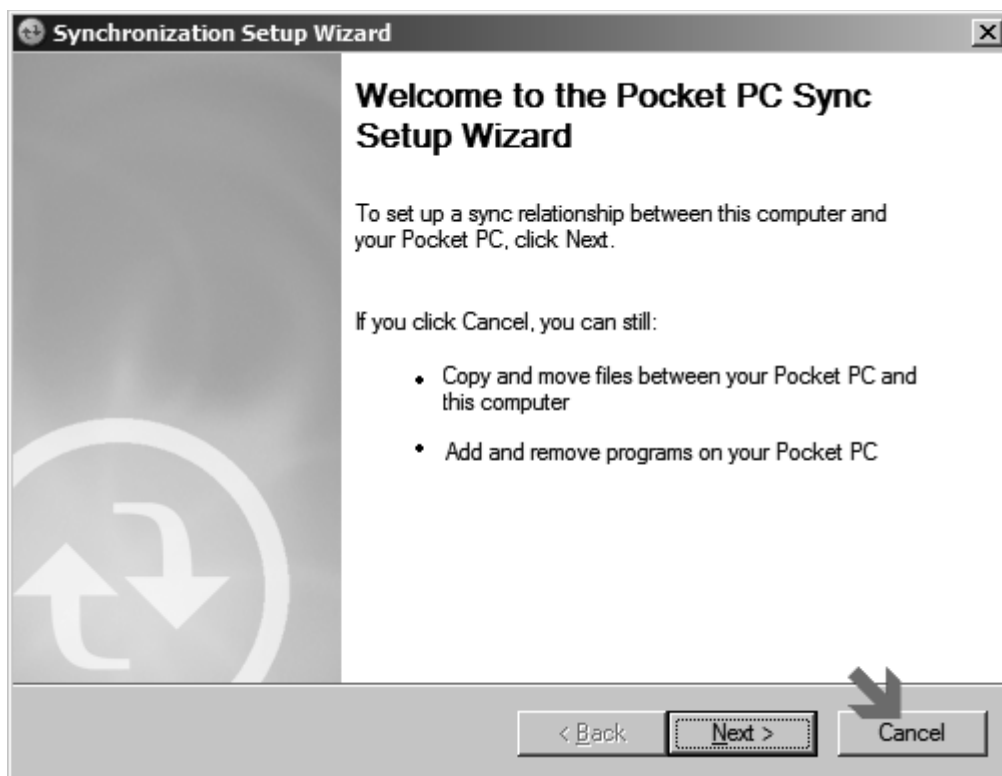 Synchronization Setup Wizard
Welcome to the Pocket PC Sync
Setup Wizard
To set up a sync relationship between this computer and
your Pocket PC, click Next.
If you click Cancel, you can still:
• Copy and move files between your Pocket PC and
this computer
• Add and remove programs on your Pocket PC
< Back Next > Cancel